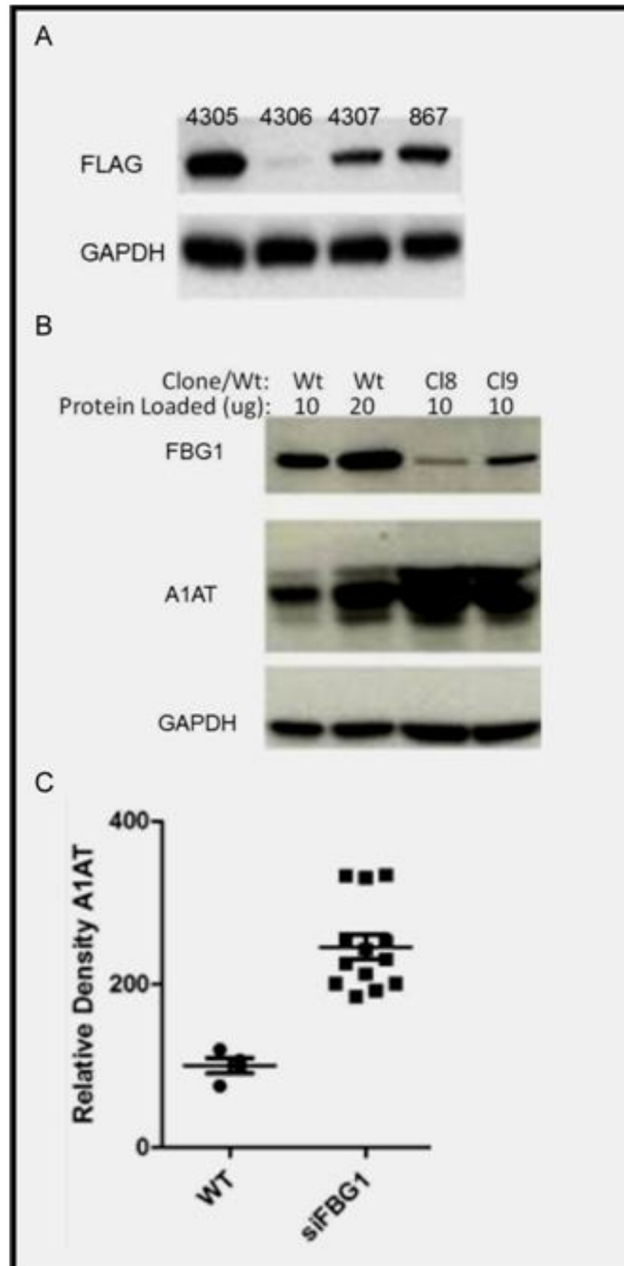 A
4305 4306 4307 867
FLAG
GAPDH
B
Clone/Wt: Wt Wt Cl8 Cl9
Protein Loaded (ug): 10 20 10 10
FBG1
A1AT
GAPDH
C
Relative Density A1AT
400
200
0
WT
siFBG1